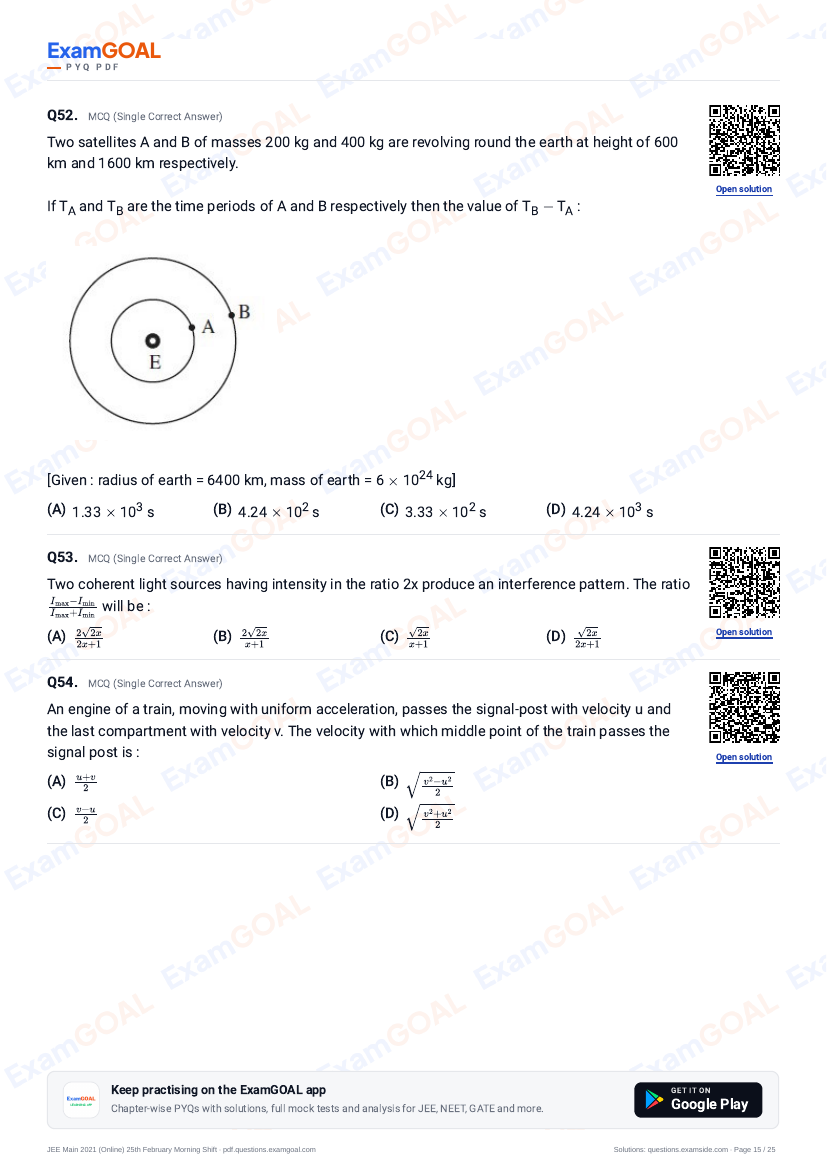 ExamGOAL
PYQ PDF
Q52. MCQ (Single Correct Answer)
Two satellites A and B of masses 200 kg and 400 kg are revolving round the earth at height of 600
km and 1600 km respectively.
Open solution
If T_A and T_B are the time periods of A and B respectively then the value of T_B − T_A :
B
A
E
[Given : radius of earth = 6400 km, mass of earth = 6 × 10^24 kg]
(A) 1.33 × 10^3 s (B) 4.24 × 10^2 s (C) 3.33 × 10^2 s (D) 4.24 × 10^3 s
Q53. MCQ (Single Correct Answer)
Two coherent light sources having intensity in the ratio 2x produce an interference pattern. The ratio
(I_max − I_min)/(I_max + I_min) will be :
Open solution
(A) 2√(2x)/(2x+1) (B) 2√(2x)/(x+1) (C) √(2x)/(x+1) (D) √(2x)/(2x+1)
Q54. MCQ (Single Correct Answer)
An engine of a train, moving with uniform acceleration, passes the signal-post with velocity u and
the last compartment with velocity v. The velocity with which middle point of the train passes the
signal post is :
Open solution
(A) (u+v)/2 (B) √((v²−u²)/2)
(C) (v−u)/2 (D) √((v²+u²)/2)
Keep practising on the ExamGOAL app
Chapter-wise PYQs with solutions, full mock tests and analysis for JEE, NEET, GATE and more.
GET IT ON
Google Play
JEE Main 2021 (Online) 25th February Morning Shift · pdf.questions.examgoal.com Solutions: questions.examside.com · Page 15 / 25